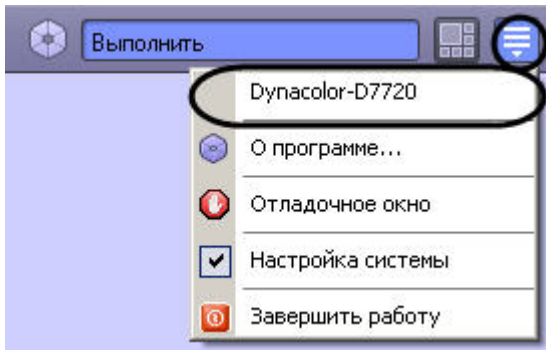 Выполнить
Dynacolor-D7720
О программе...
Отладочное окно
Настройка системы
Завершить работу